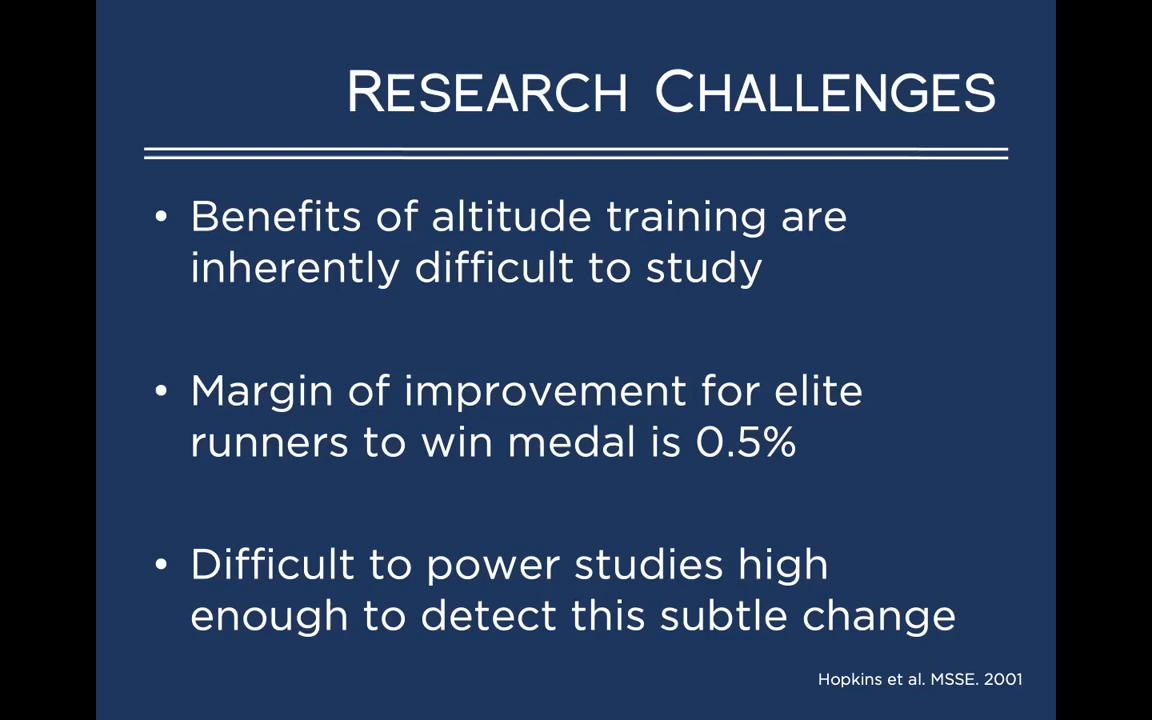 RESEARCH CHALLENGES
• Benefits of altitude training are
inherently difficult to study
• Margin of improvement for elite
runners to win medal is 0.5%
• Difficult to power studies high
enough to detect this subtle change
Hopkins et al. MSSE. 2001